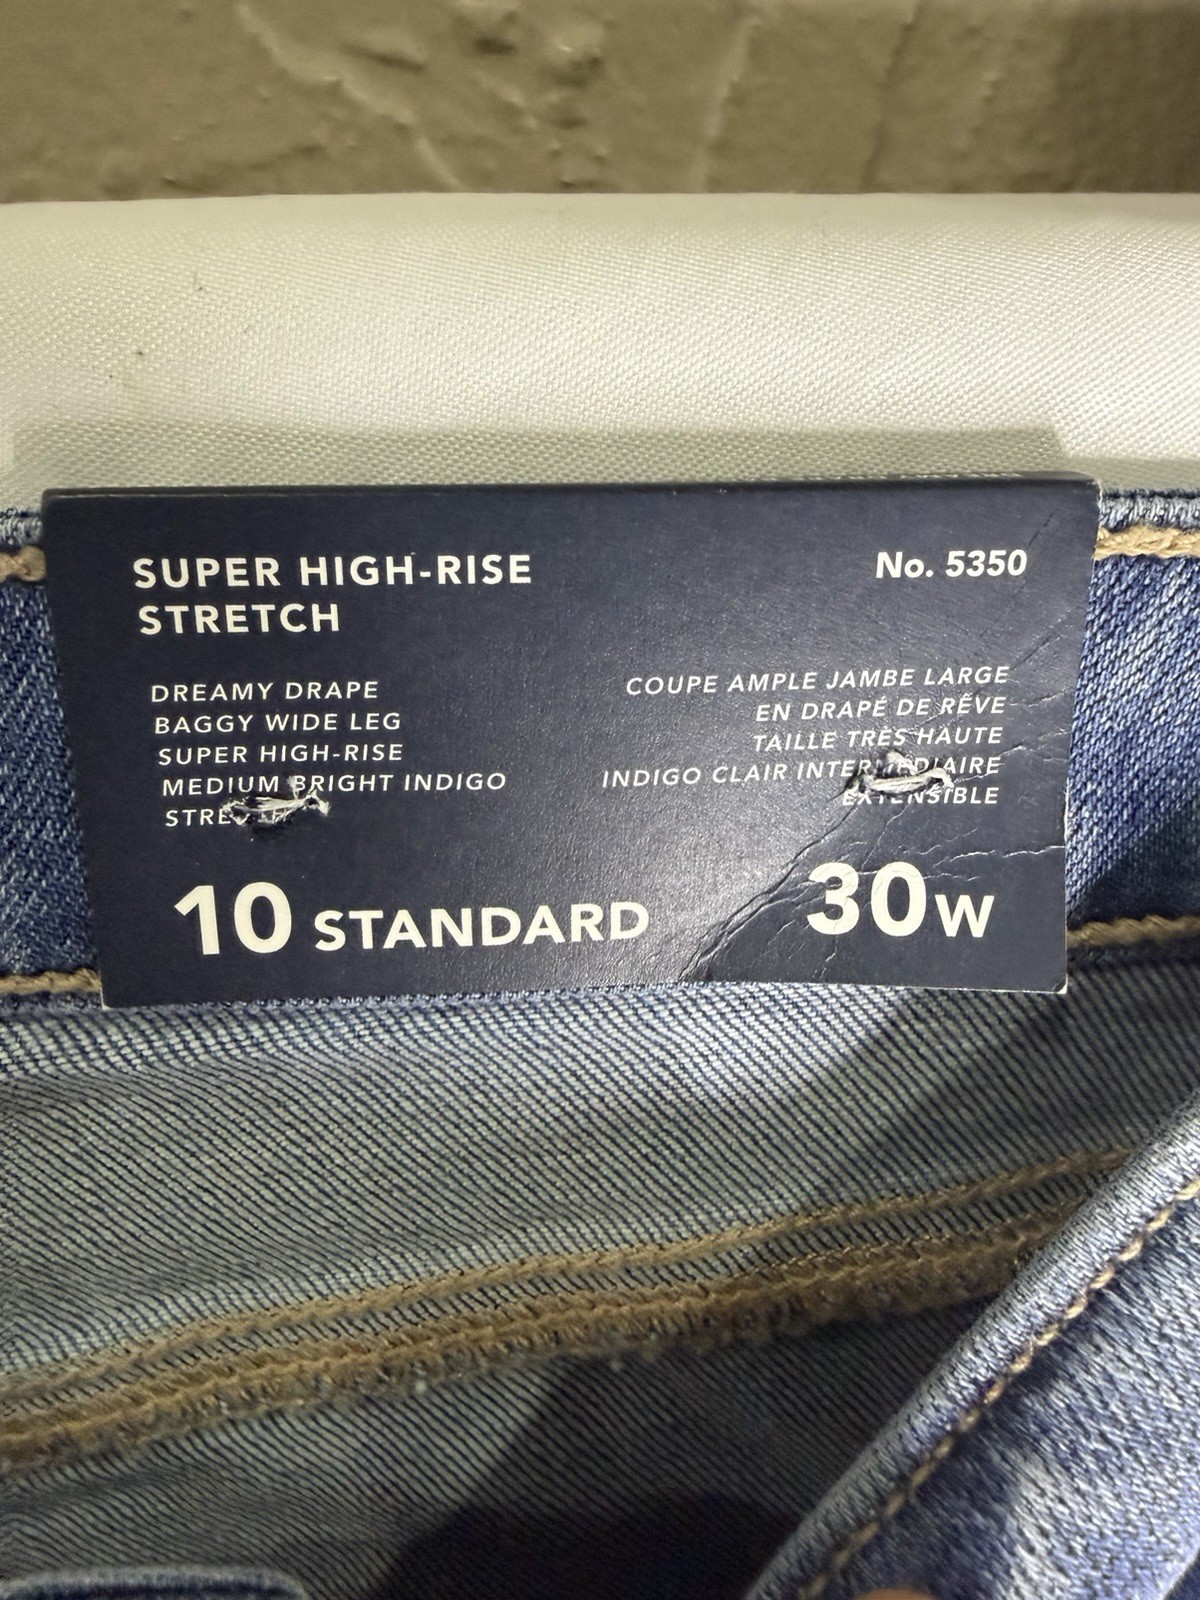 SUPER HIGH-RISE
STRETCH
No. 5350
DREAMY DRAPE
BAGGY WIDE LEG
SUPER HIGH-RISE
MEDIUM BRIGHT INDIGO
COUPE AMPLE JAMBE LARGE
EN DRAPÉ DE RÊVE
TAILLE TRÈS HAUTE
INDIGO CLAIR INTERMÉDIAIRE
EXTENSIBLE
10 STANDARD
30W